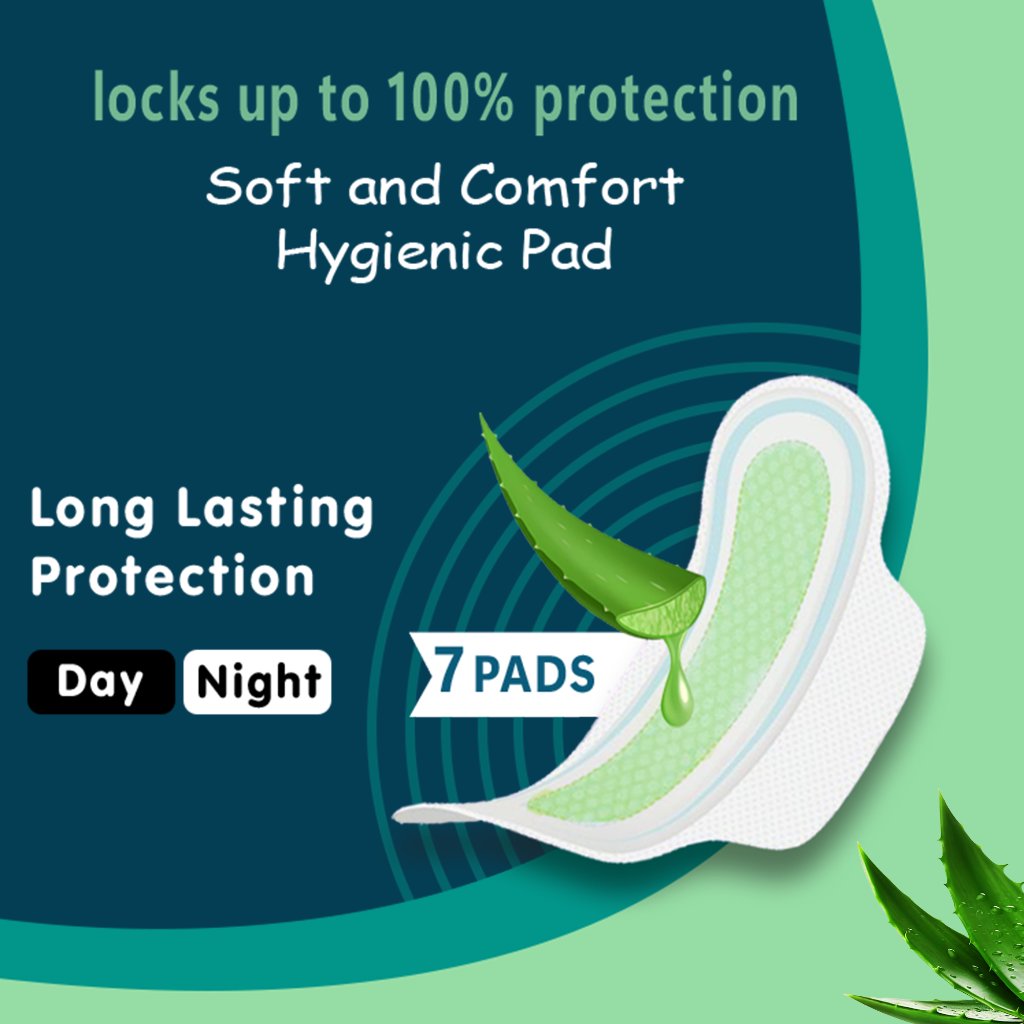 locks up to 100% protection
Soft and Comfort
Hygienic Pad
Long Lasting
Protection
Day Night
7 PADS